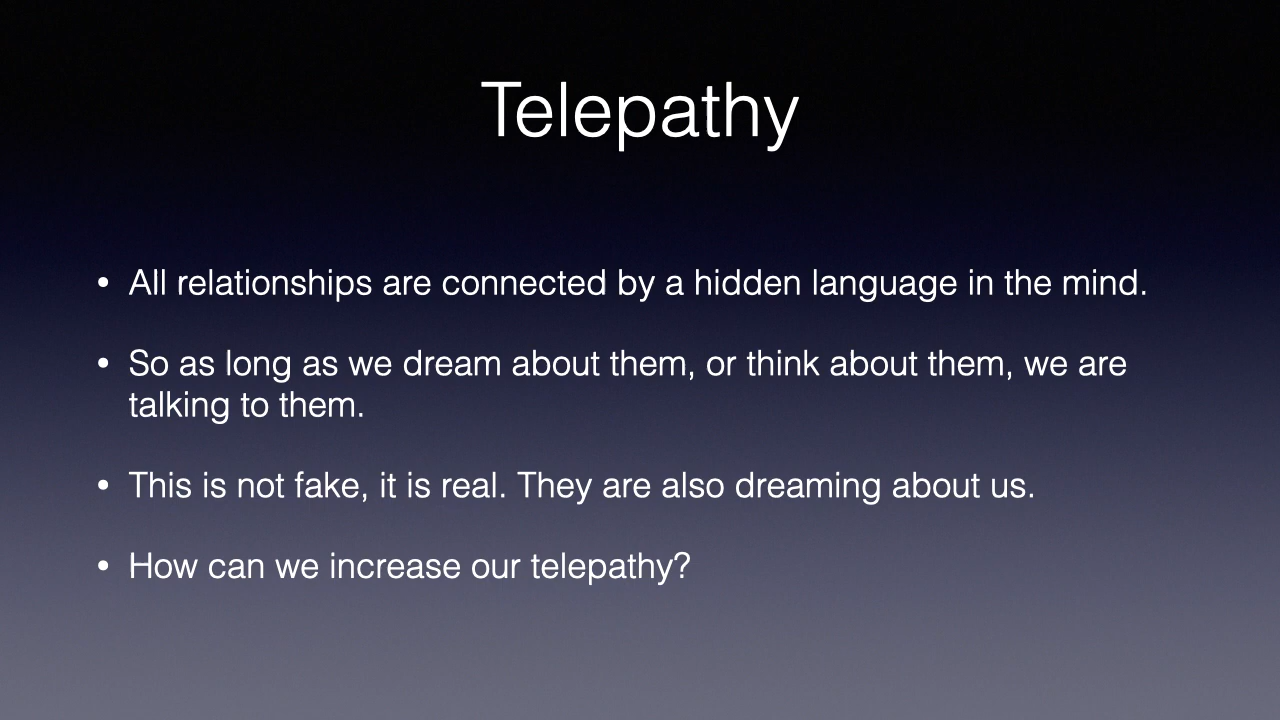 Telepathy
• All relationships are connected by a hidden language in the mind.
• So as long as we dream about them, or think about them, we are
talking to them.
• This is not fake, it is real. They are also dreaming about us.
• How can we increase our telepathy?